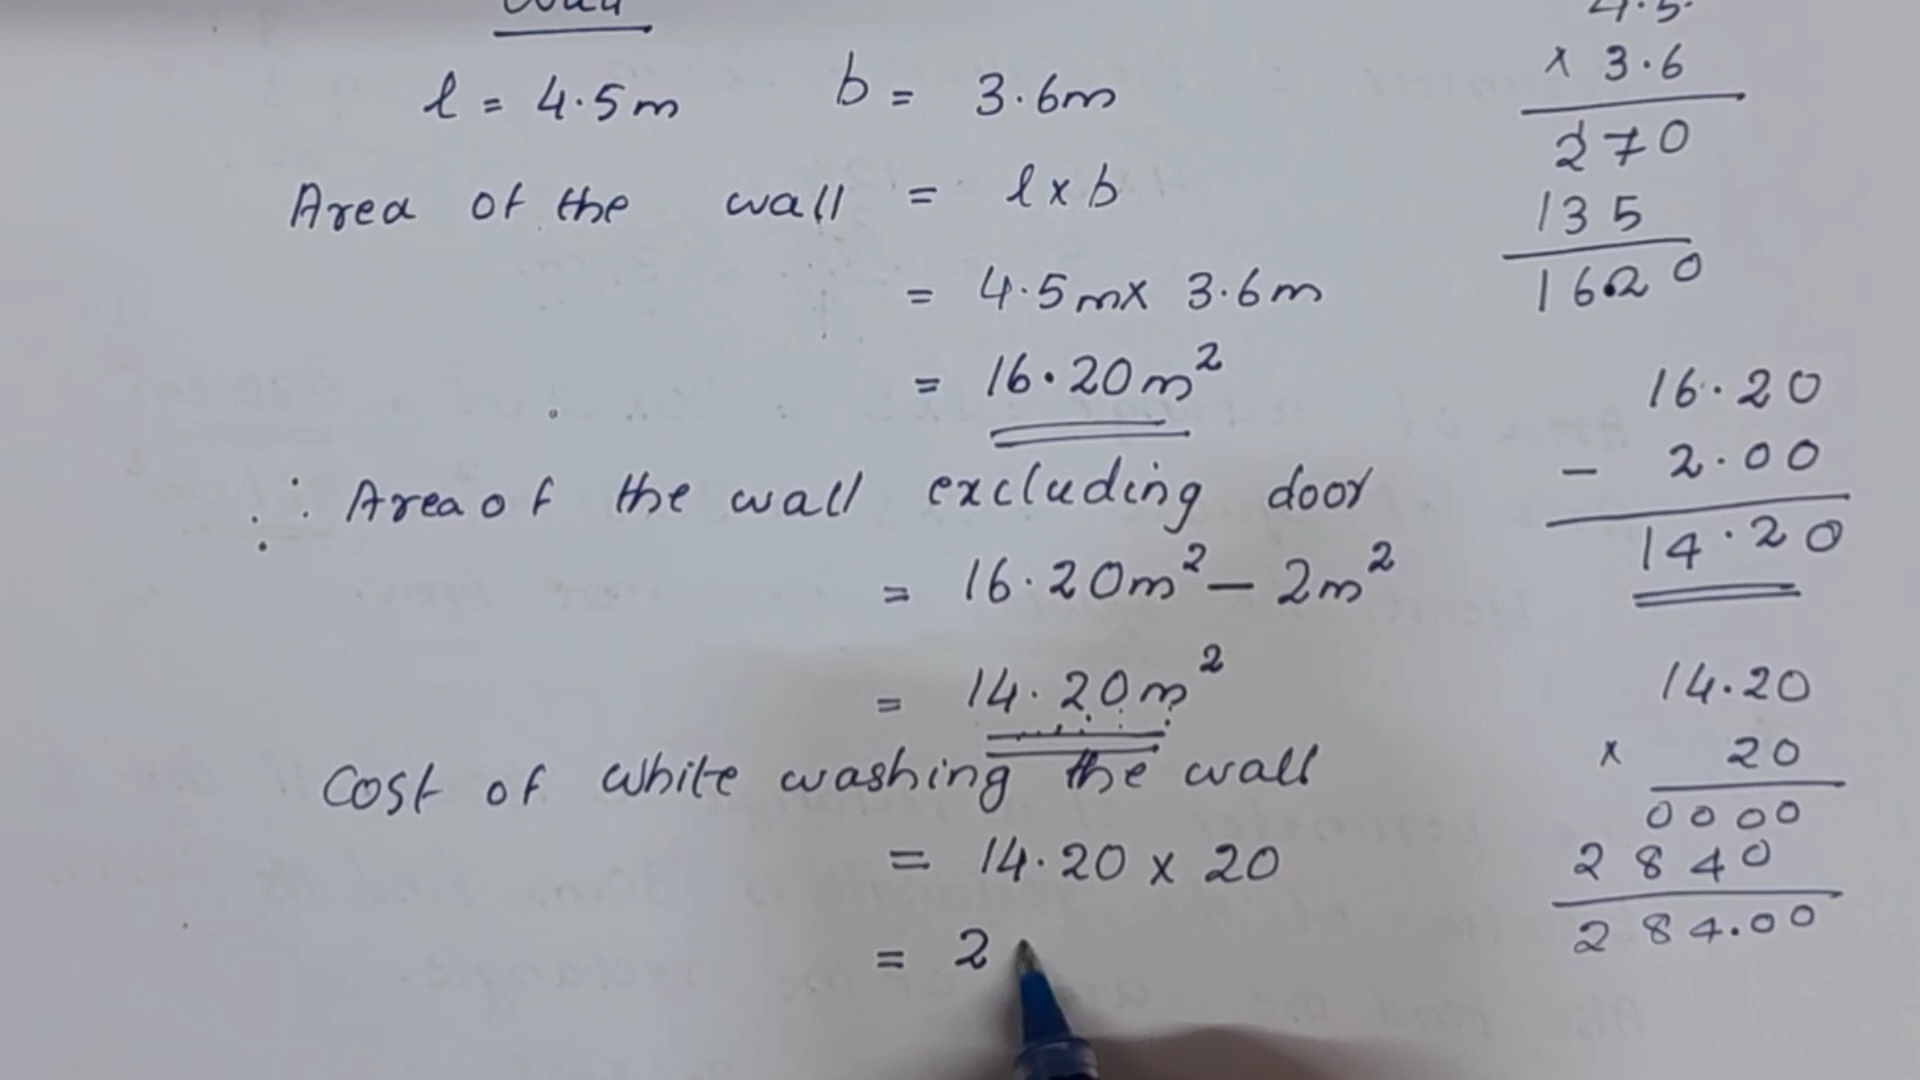 l = 4.5m b = 3.6m
Area of the wall = l x b
= 4.5m x 3.6m
= 16.20m²
∴ Area of the wall excluding door
= 16.20m² - 2m²
= 14.20m²
Cost of white washing the wall
= 14.20 x 20
= 2
x 3.6
270
135
16.20
16.20
- 2.00
14.20
14.20
x 20
0000
2840
284.00